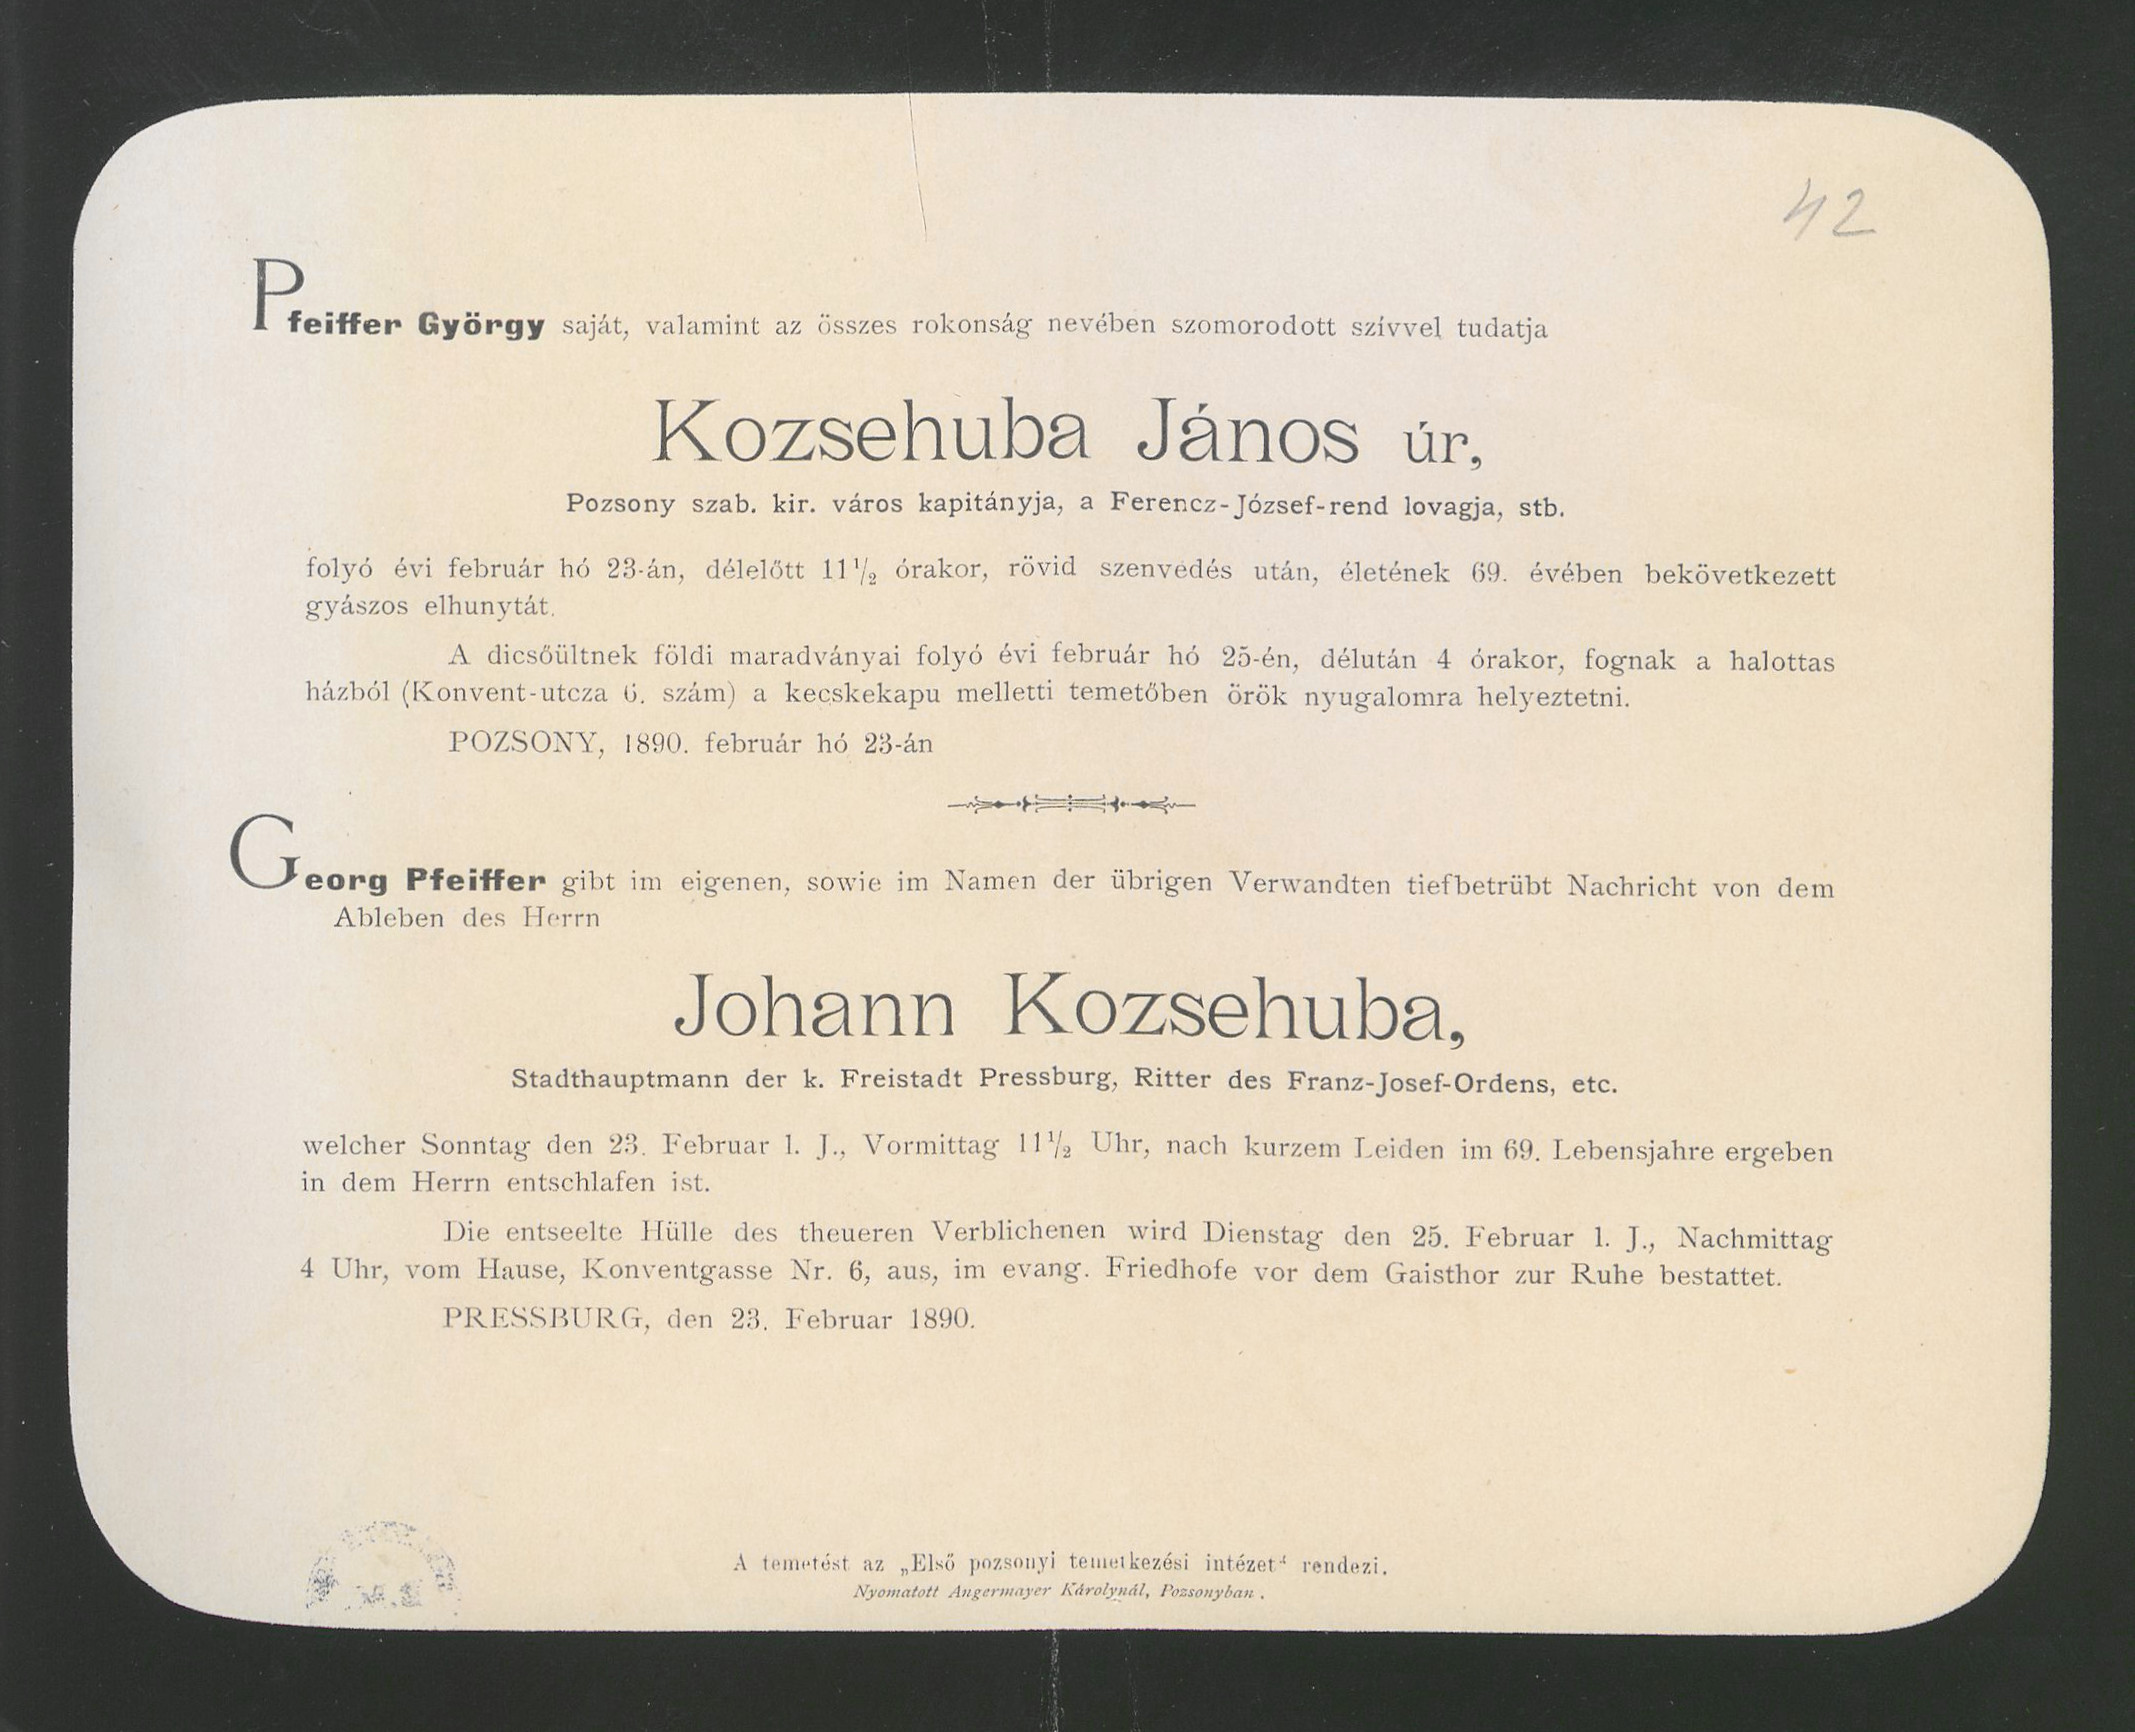 42
Pfeiffer György saját, valamint az összes rokonság nevében szomorodott szívvel tudatja
Kozsehuba János úr,
Pozsony szab. kir. város kapitányja, a Ferencz-József-rend lovagja, stb.
folyó évi február hó 23-án, délelőtt 11 1/2 órakor, rövid szenvedés után, életének 69. évében bekövetkezett
gyászos elhunytát.
A dicsőültnek földi maradványai folyó évi február hó 25-én, délután 4 órakor, fognak a halottas
házból (Konvent-utcza 6. szám) a kecskekapu melletti temetőben örök nyugalomra helyeztetni.
POZSONY, 1890. február hó 23-án
Georg Pfeiffer gibt im eigenen, sowie im Namen der übrigen Verwandten tiefbetrübt Nachricht von dem
Ableben des Herrn
Johann Kozsehuba,
Stadthauptmann der k. Freistadt Pressburg, Ritter des Franz-Josef-Ordens, etc.
welcher Sonntag den 23. Februar l. J., Vormittag 11 1/2 Uhr, nach kurzem Leiden im 69. Lebensjahre ergeben
in dem Herrn entschlafen ist.
Die entseelte Hülle des theueren Verblichenen wird Dienstag den 25. Februar l. J., Nachmittag
4 Uhr, vom Hause, Konventgasse Nr. 6, aus, im evang. Friedhofe vor dem Gaisthor zur Ruhe bestattet.
PRESSBURG, den 23. Februar 1890.
A temetést az „Első pozsonyi temetkezési intézet“ rendezi.
Nyomatott Angermayer Károlynál, Pozsonyban.